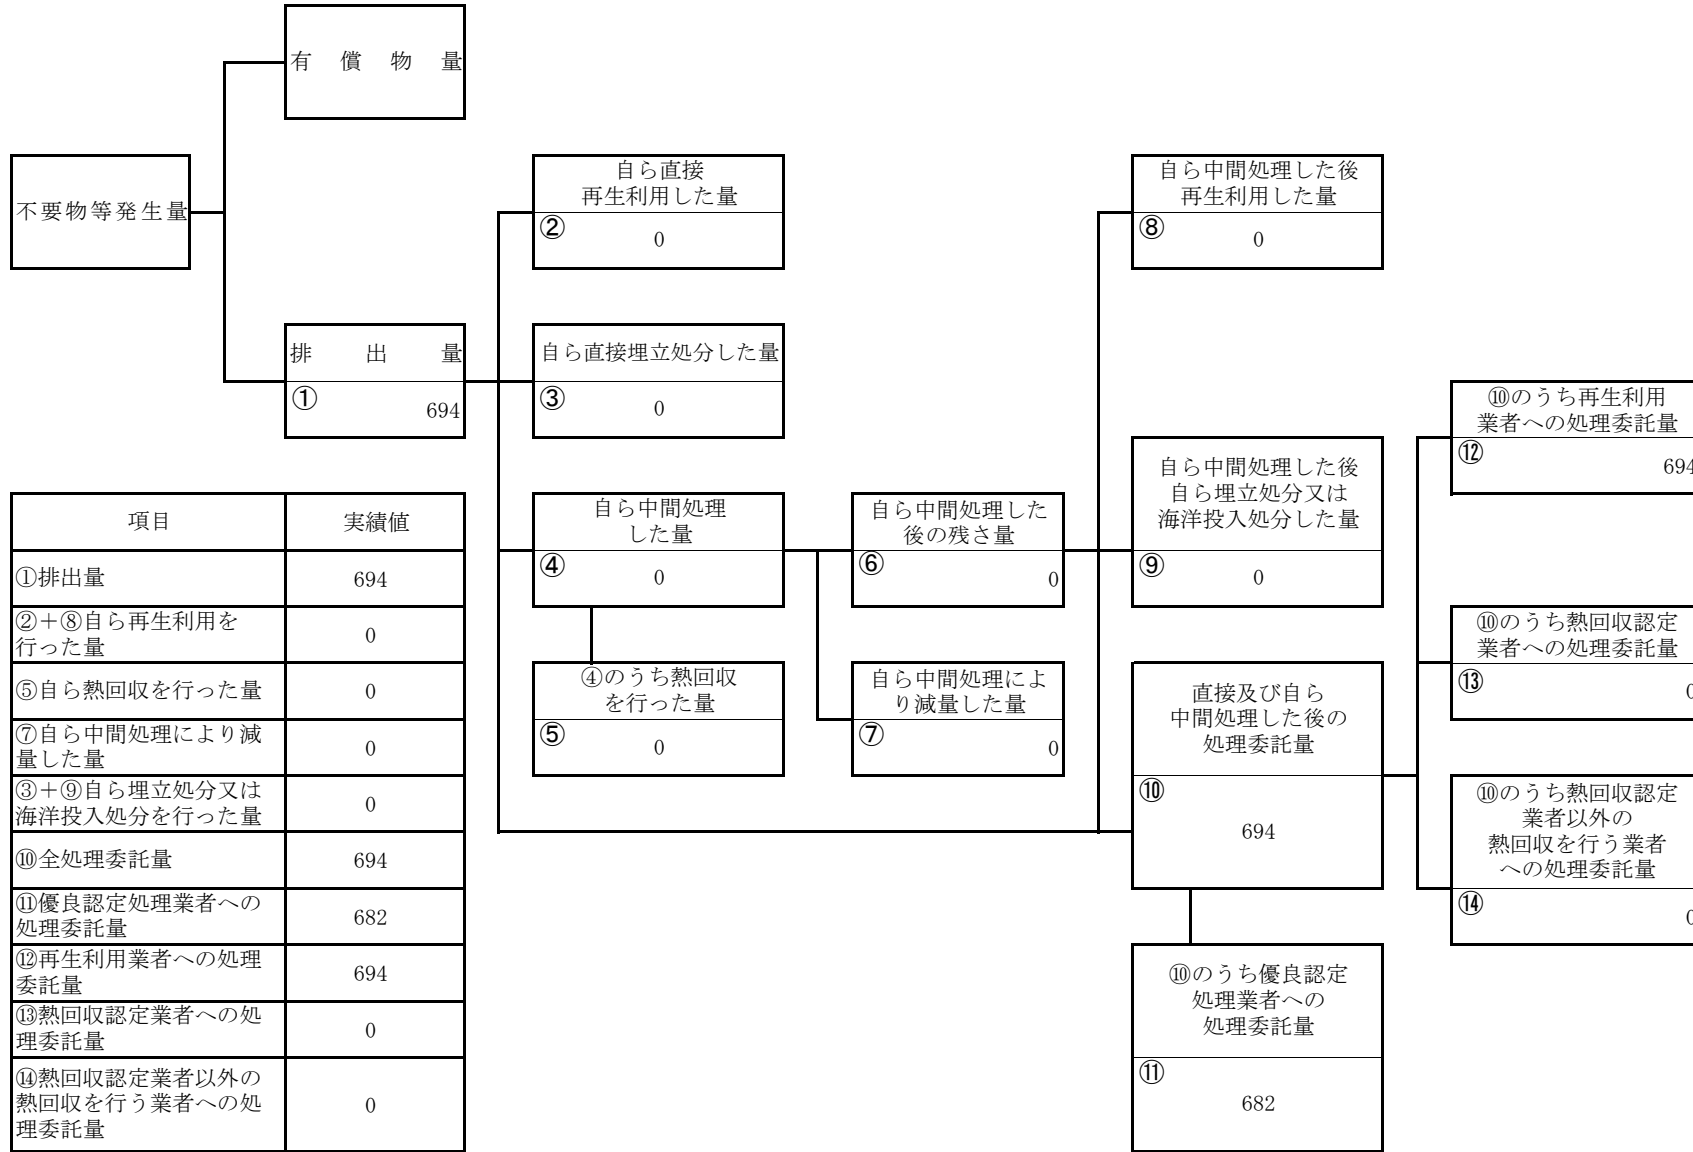 有償物量
不要物等発生量
排出量
①
694
自ら直接
再生利用した量
②
0
自ら直接埋立処分した量
③
0
自ら中間処理
した量
④
0
④のうち熱回収
を行った量
⑤
0
自ら中間処理した
後の残さ量
⑥
0
自ら中間処理によ
り減量した量
⑦
0
自ら中間処理した後
再生利用した量
⑧
0
自ら中間処理した後
自ら埋立処分又は
海洋投入処分した量
⑨
0
直接及び自ら
中間処理した後の
処理委託量
⑩
694
⑩のうち優良認定
処理業者への
処理委託量
⑪
682
⑩のうち再生利用
業者への処理委託量
⑫
694
⑩のうち熱回収認定
業者への処理委託量
⑬
0
⑩のうち熱回収認定
業者以外の
熱回収を行う業者
への処理委託量
⑭
0
項目 実績値
①排出量 694
②＋⑧自ら再生利用を
行った量 0
⑤自ら熱回収を行った量 0
⑦自ら中間処理により減
量した量 0
③＋⑨自ら埋立処分又は
海洋投入処分を行った量 0
⑩全処理委託量 694
⑪優良認定処理業者への
処理委託量 682
⑫再生利用業者への処理
委託量 694
⑬熱回収認定業者への処
理委託量 0
⑭熱回収認定業者以外の
熱回収を行う業者への処
理委託量 0